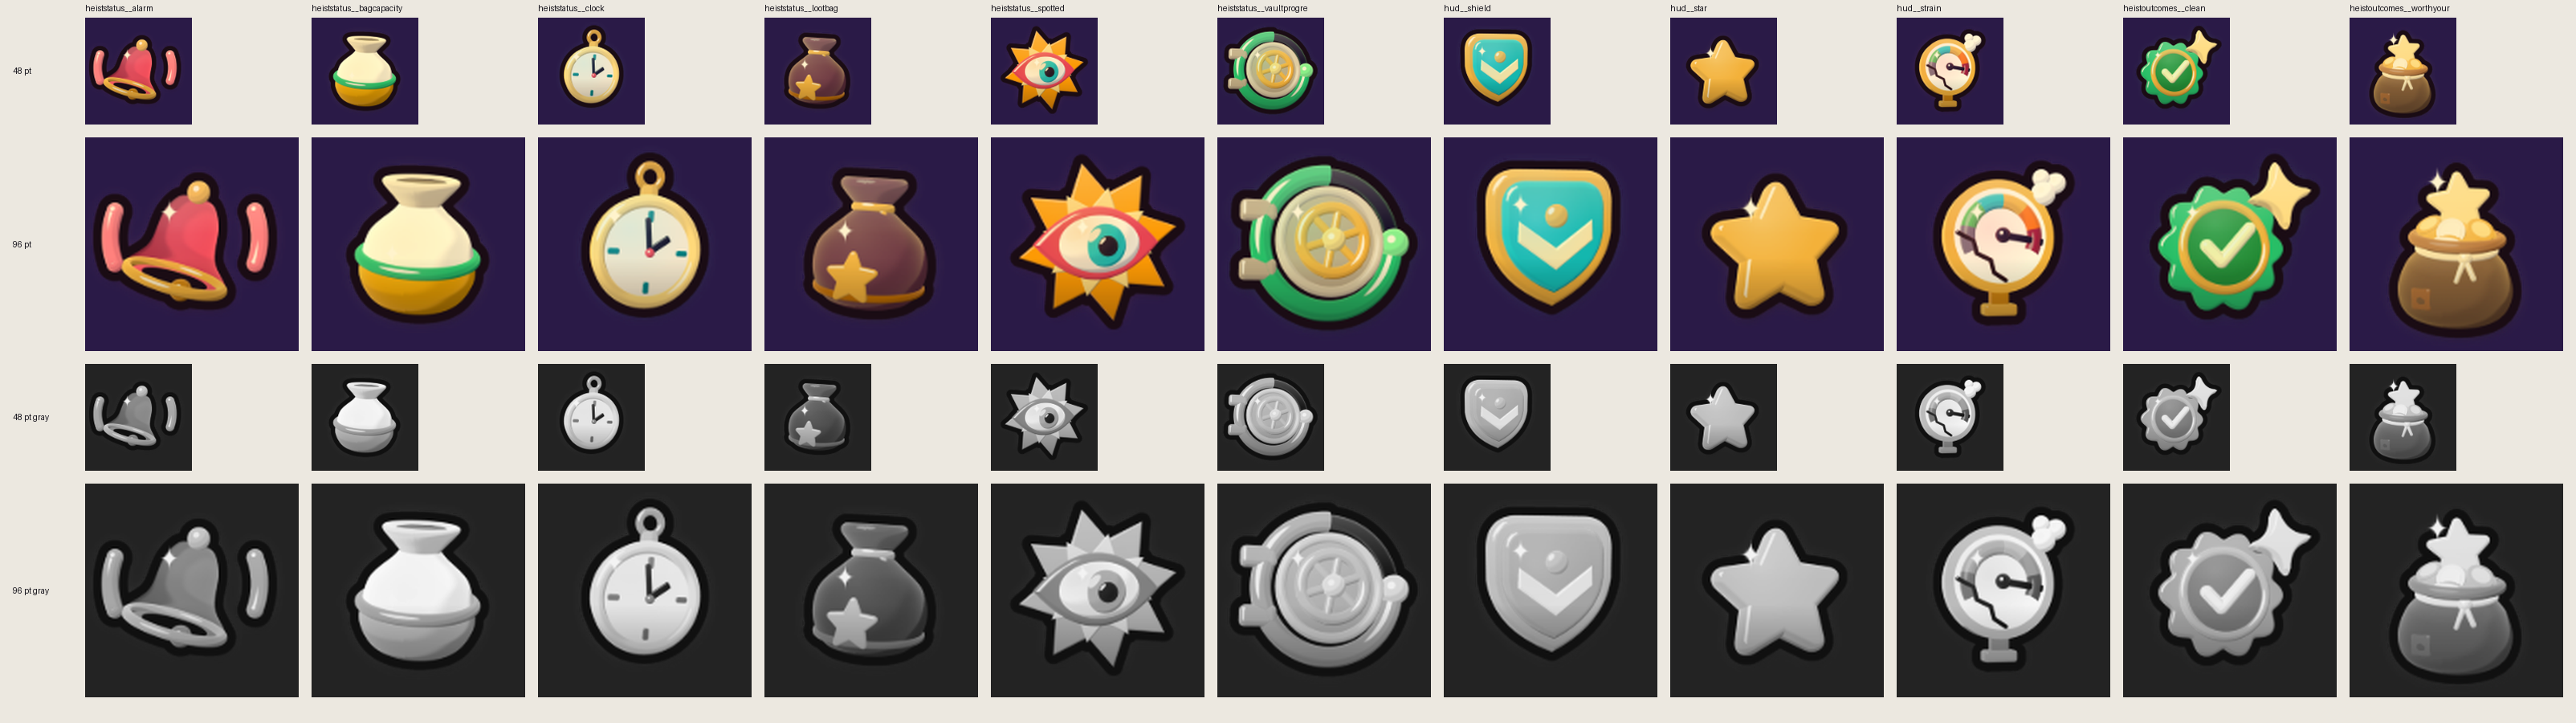 heiststatus__alarm
heiststatus__bagcapacity
heiststatus__clock
heiststatus__lootbag
heiststatus__spotted
heiststatus__vaultprogre
hud__shield
hud__star
hud__strain
heistoutcomes__clean
heistoutcomes__worthyour
48 pt
96 pt
48 pt gray
96 pt gray